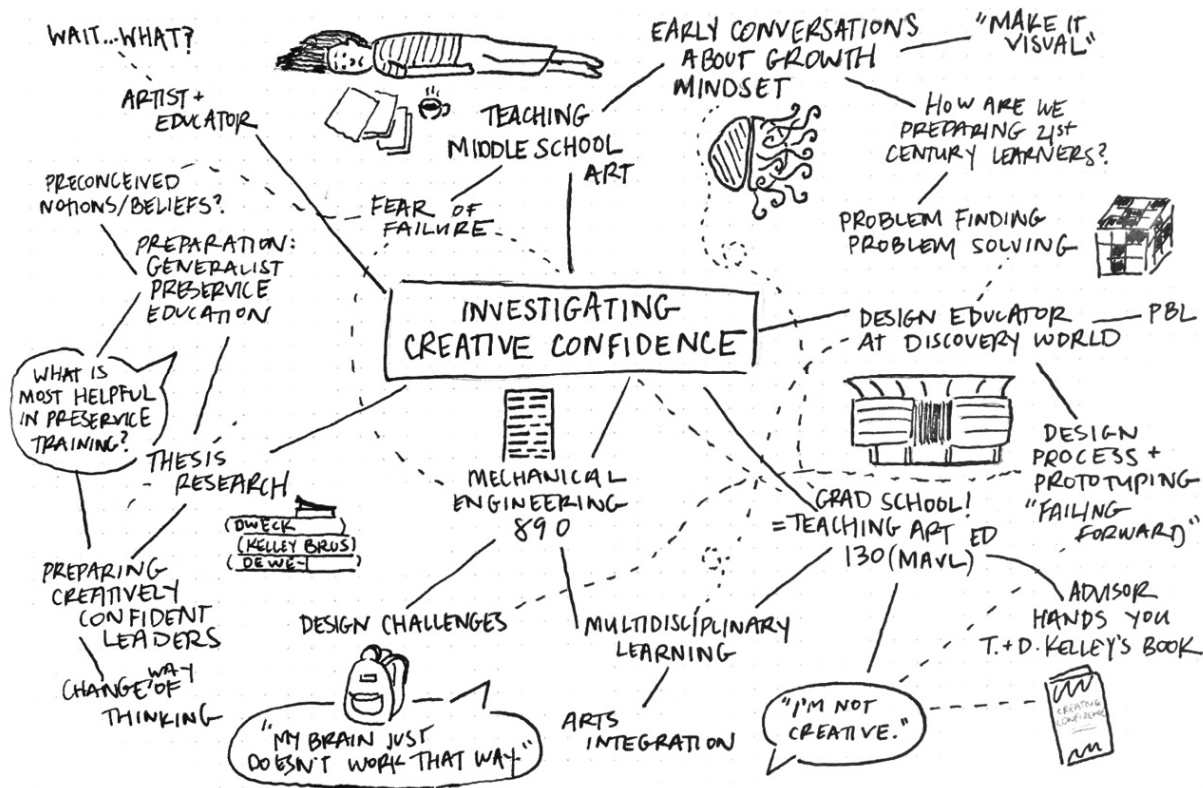 WAIT...WHAT?
ARTIST +
EDUCATOR
TEACHING
MIDDLE SCHOOL
ART
EARLY CONVERSATIONS
ABOUT GROWTH
MINDSET
"MAKE IT
VISUAL"
HOW ARE WE
PREPARING 21st
CENTURY LEARNERS?
PROBLEM FINDING
PROBLEM SOLVING
PRECONCEIVED
NOTIONS/BELIEFS?
FEAR OF
FAILURE
PREPARATION:
GENERALIST
PRESERVICE
EDUCATION
INVESTIGATING
CREATIVE CONFIDENCE
DESIGN EDUCATOR
AT DISCOVERY WORLD
PBL
WHAT IS
MOST HELPFUL
IN PRESERVICE
TRAINING?
THESIS
RESEARCH
(DWECK
(KELLEY BROS
(DEWE
MECHANICAL
ENGINEERING
890
GRAD SCHOOL!
=TEACHING ART ED
130 (MAVL)
DESIGN
PROCESS +
PROTOTYPING
"FAILING
FORWARD"
PREPARING
CREATIVELY
CONFIDENT
LEADERS
CHANGE WAY OF
THINKING
DESIGN CHALLENGES
MULTIDISCIPLINARY
LEARNING
ADVISOR
HANDS YOU
T.+D. KELLEY'S BOOK
"MY BRAIN JUST
DOESN'T WORK THAT WAY."
ARTS
INTEGRATION
"I'M NOT
CREATIVE."
CONFIDENCE